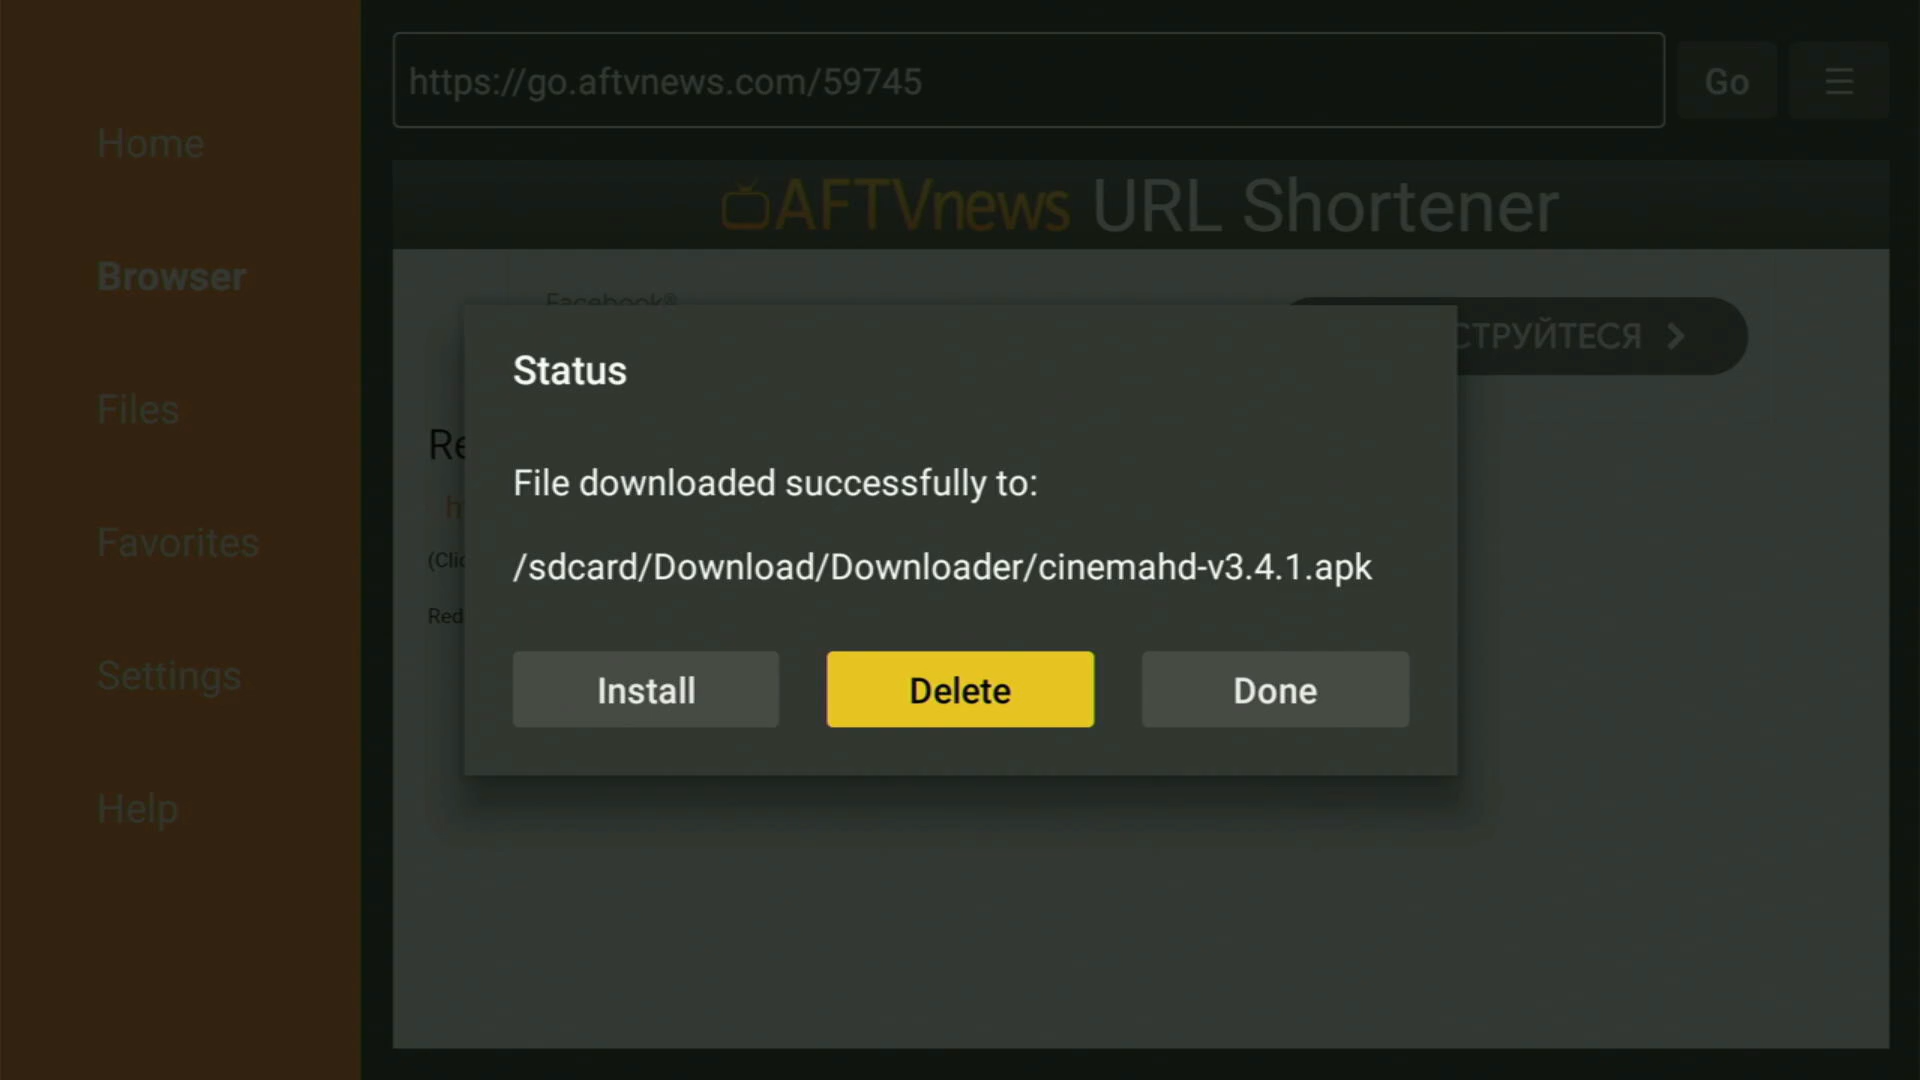 Home
Browser
Files
Favorites
Settings
Help
https://go.aftvnews.com/59745
Go
AFTVnews URL Shortener
Facebook®
Status
File downloaded successfully to:
/sdcard/Download/Downloader/cinemahd-v3.4.1.apk
Install
Delete
Done